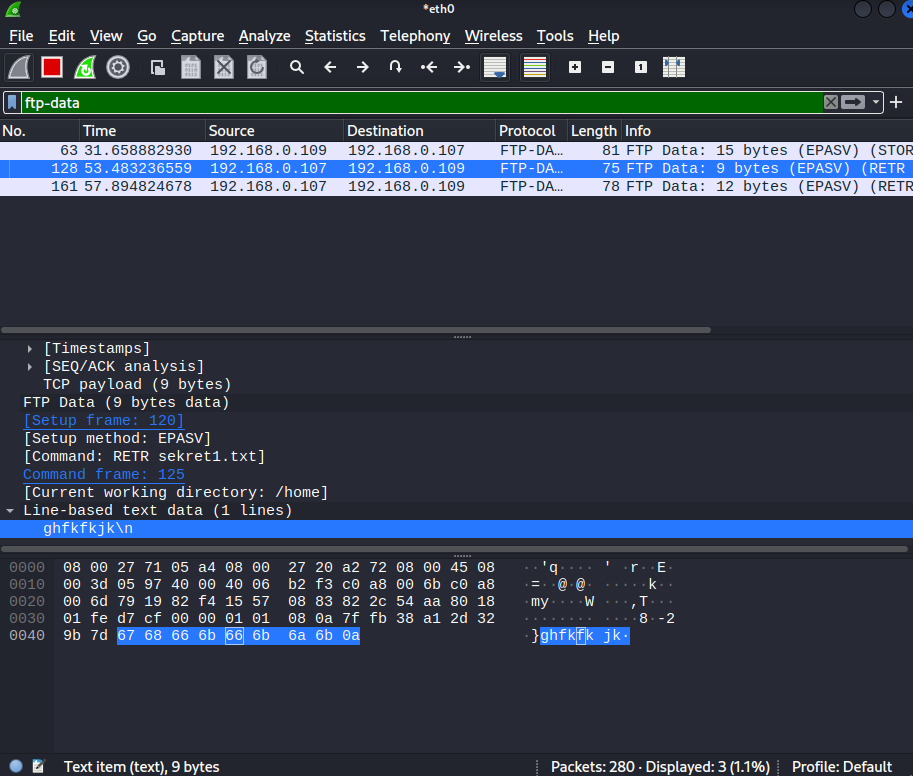 *eth0
File Edit View Go Capture Analyze Statistics Telephony Wireless Tools Help
ftp-data
No. Time Source Destination Protocol Length Info
63 31.658882930 192.168.0.109 192.168.0.107 FTP-DA… 81 FTP Data: 15 bytes (EPASV) (STOR
128 53.483236559 192.168.0.107 192.168.0.109 FTP-DA… 75 FTP Data: 9 bytes (EPASV) (RETR
161 57.894824678 192.168.0.107 192.168.0.109 FTP-DA… 78 FTP Data: 12 bytes (EPASV) (RETR
[Timestamps]
[SEQ/ACK analysis]
TCP payload (9 bytes)
FTP Data (9 bytes data)
[Setup frame: 120]
[Setup method: EPASV]
[Command: RETR sekret1.txt]
Command frame: 125
[Current working directory: /home]
Line-based text data (1 lines)
ghfkfkjk\n
0000 08 00 27 71 05 a4 08 00 27 20 a2 72 08 00 45 08 ··'q···· ' ·r··E·
0010 00 3d 05 97 40 00 40 06 b2 f3 c0 a8 00 6b c0 a8 ·=··@·@· ·····k··
0020 00 6d 79 19 82 f4 15 57 08 83 82 2c 54 aa 80 18 ·my····W ···,T···
0030 01 fe d7 cf 00 00 01 01 08 0a 7f fb 38 a1 2d 32 ········ ····8·-2
0040 9b 7d 67 68 66 6b 66 6b 6a 6b 0a ·}ghfkfk jk·
Text item (text), 9 bytes
Packets: 280 · Displayed: 3 (1.1%)
Profile: Default